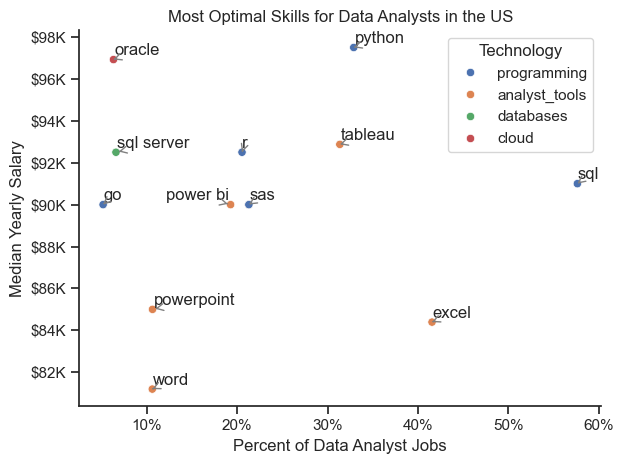 Most Optimal Skills for Data Analysts in the US
$98K
$96K
$94K
$92K
$90K
$88K
$86K
$84K
$82K
Median Yearly Salary
oracle
python
sql server
r
tableau
sql
go
power bi
sas
powerpoint
excel
word
Technology
programming
analyst_tools
databases
cloud
10%
20%
30%
40%
50%
60%
Percent of Data Analyst Jobs